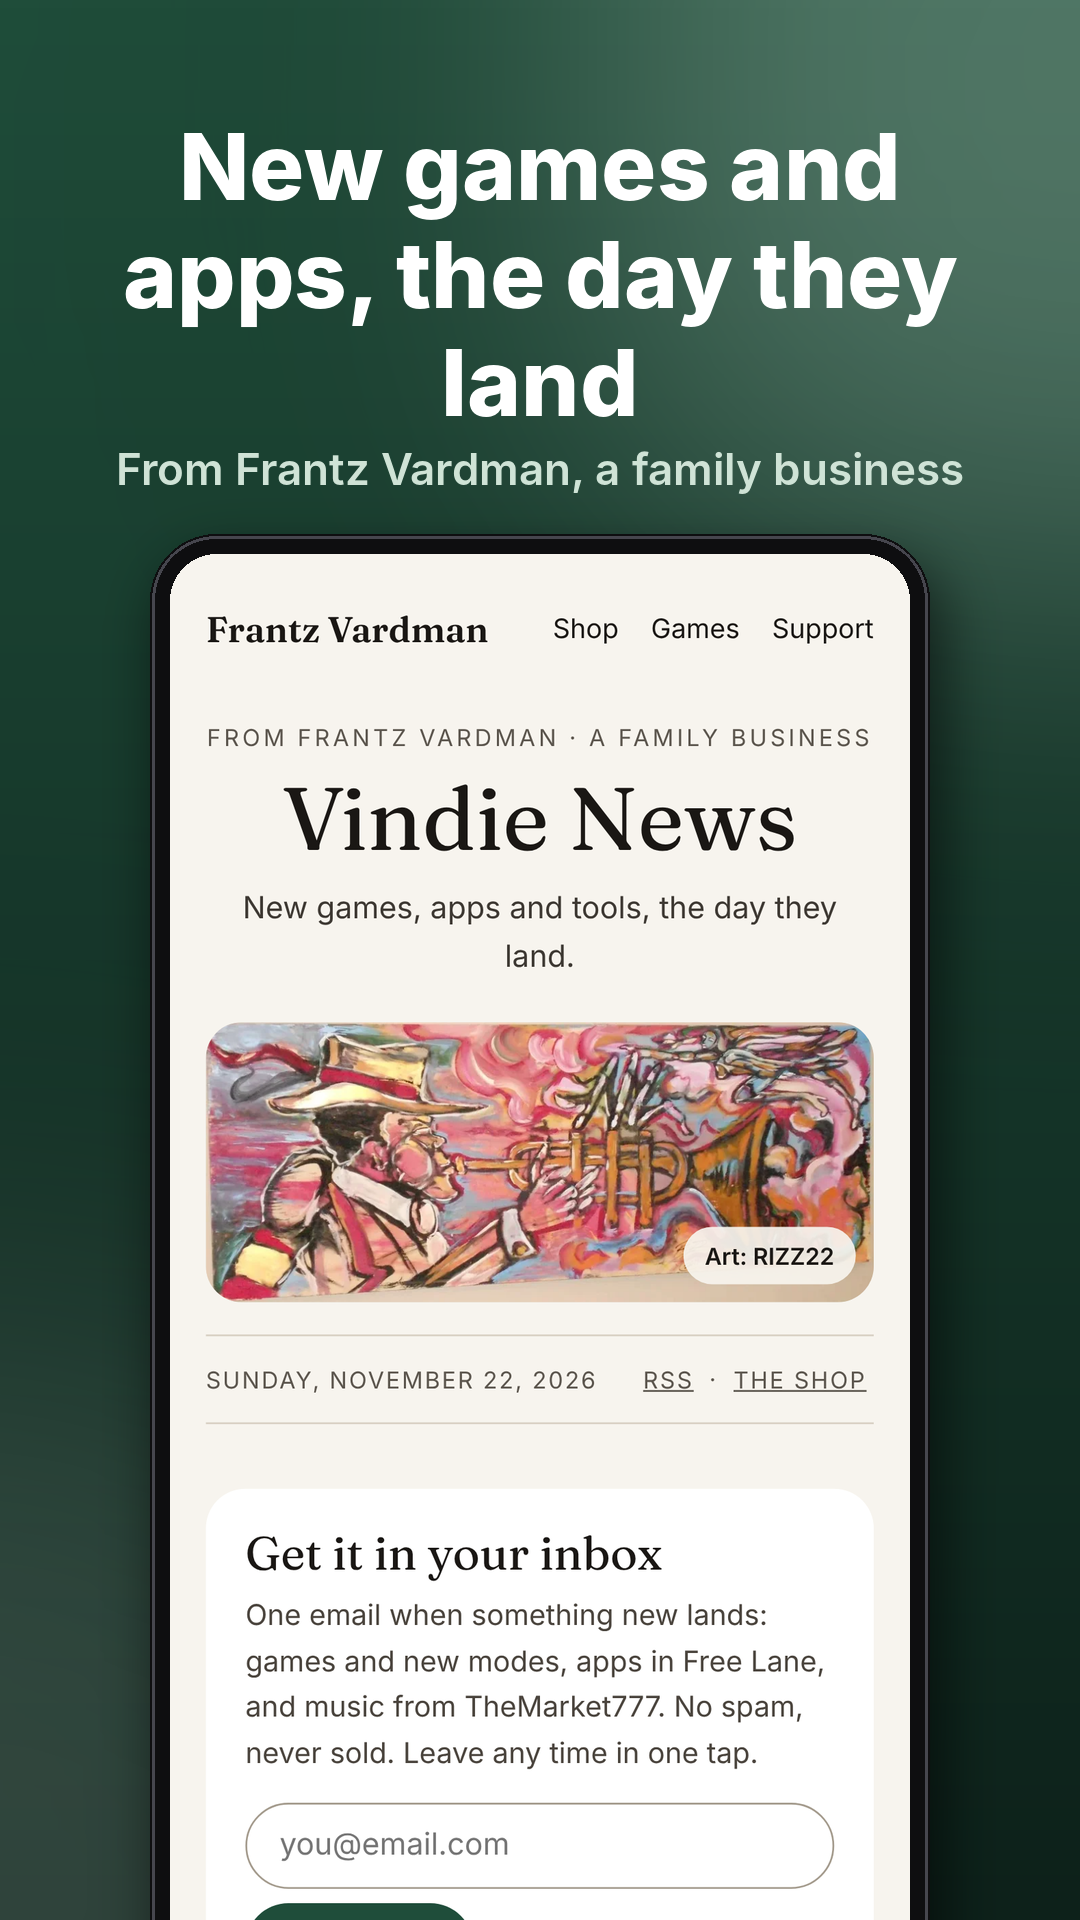 New games and
apps, the day they
land
From Frantz Vardman, a family business
Frantz Vardman
Shop Games Support
FROM FRANTZ VARDMAN · A FAMILY BUSINESS
Vindie News
New games, apps and tools, the day they
land.
Art: RIZZ22
SUNDAY, NOVEMBER 22, 2026
RSS · THE SHOP
Get it in your inbox
One email when something new lands:
games and new modes, apps in Free Lane,
and music from TheMarket777. No spam,
never sold. Leave any time in one tap.
you@email.com